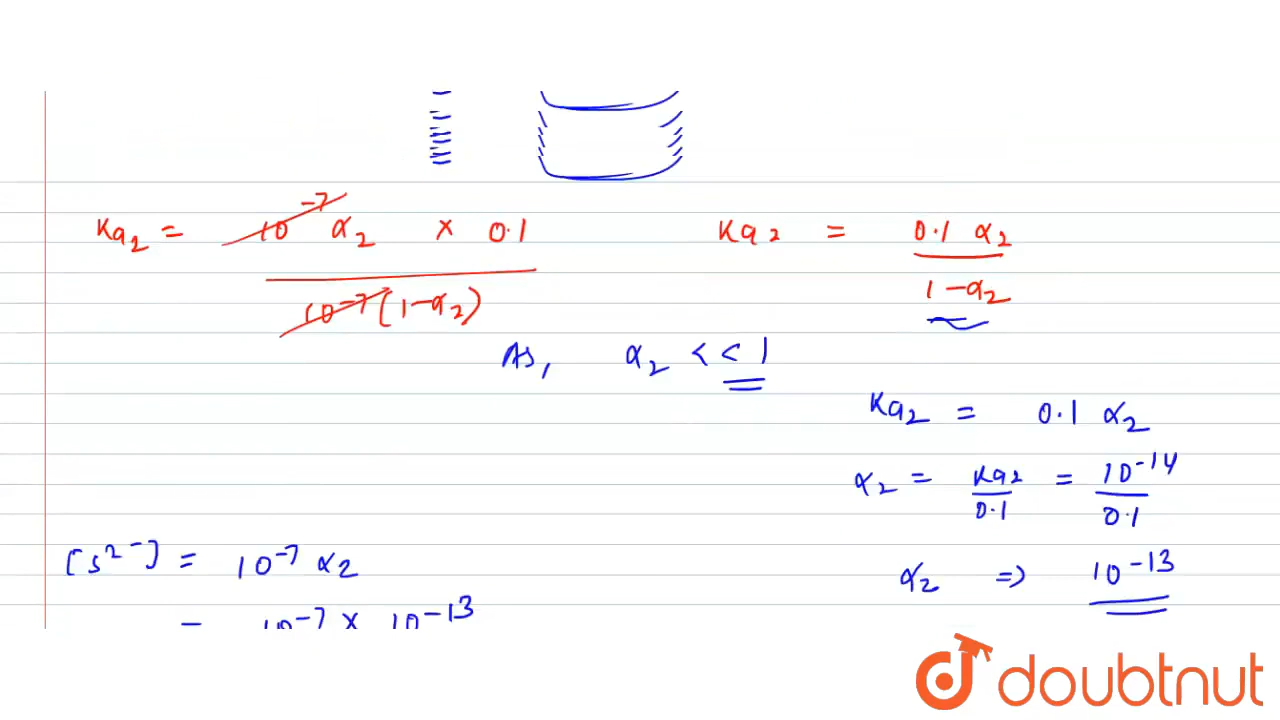 Ka₂ = 10⁻⁷ α₂ × 0.1
10⁻⁷(1-α₂)
Ka₂ = 0.1 α₂
1-α₂
As, α₂ << 1
Ka₂ = 0.1 α₂
α₂ = Ka₂/0.1 = 10⁻¹⁴/0.1
α₂ ⇒ 10⁻¹³
[S²⁻] = 10⁻⁷ α₂
= 10⁻⁷ × 10⁻¹³
doubtnut